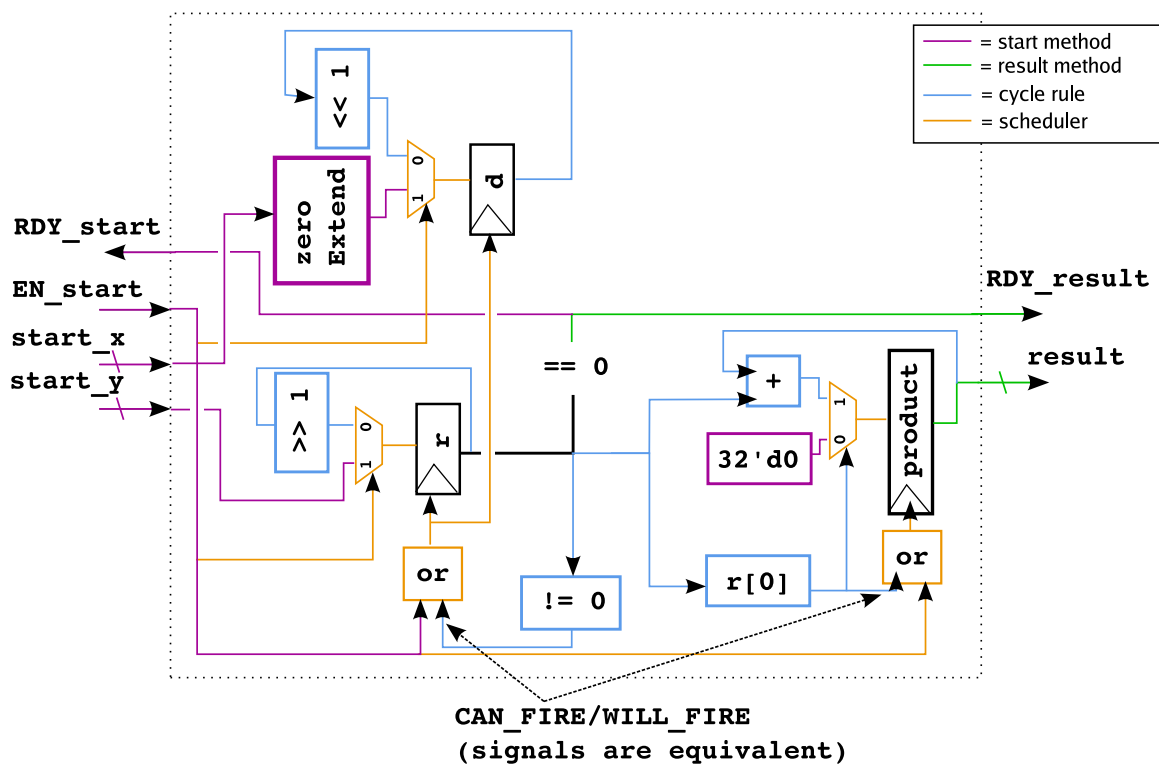 = start method
= result method
= cycle rule
= scheduler
<< 1
0
1
d
zero
Extend
RDY_start
EN_start
start_x
start_y
RDY_result
result
== 0
>> 1
0
1
r
+
1
0
32'd0
product
or
!= 0
r[0]
or
CAN_FIRE/WILL_FIRE
(signals are equivalent)